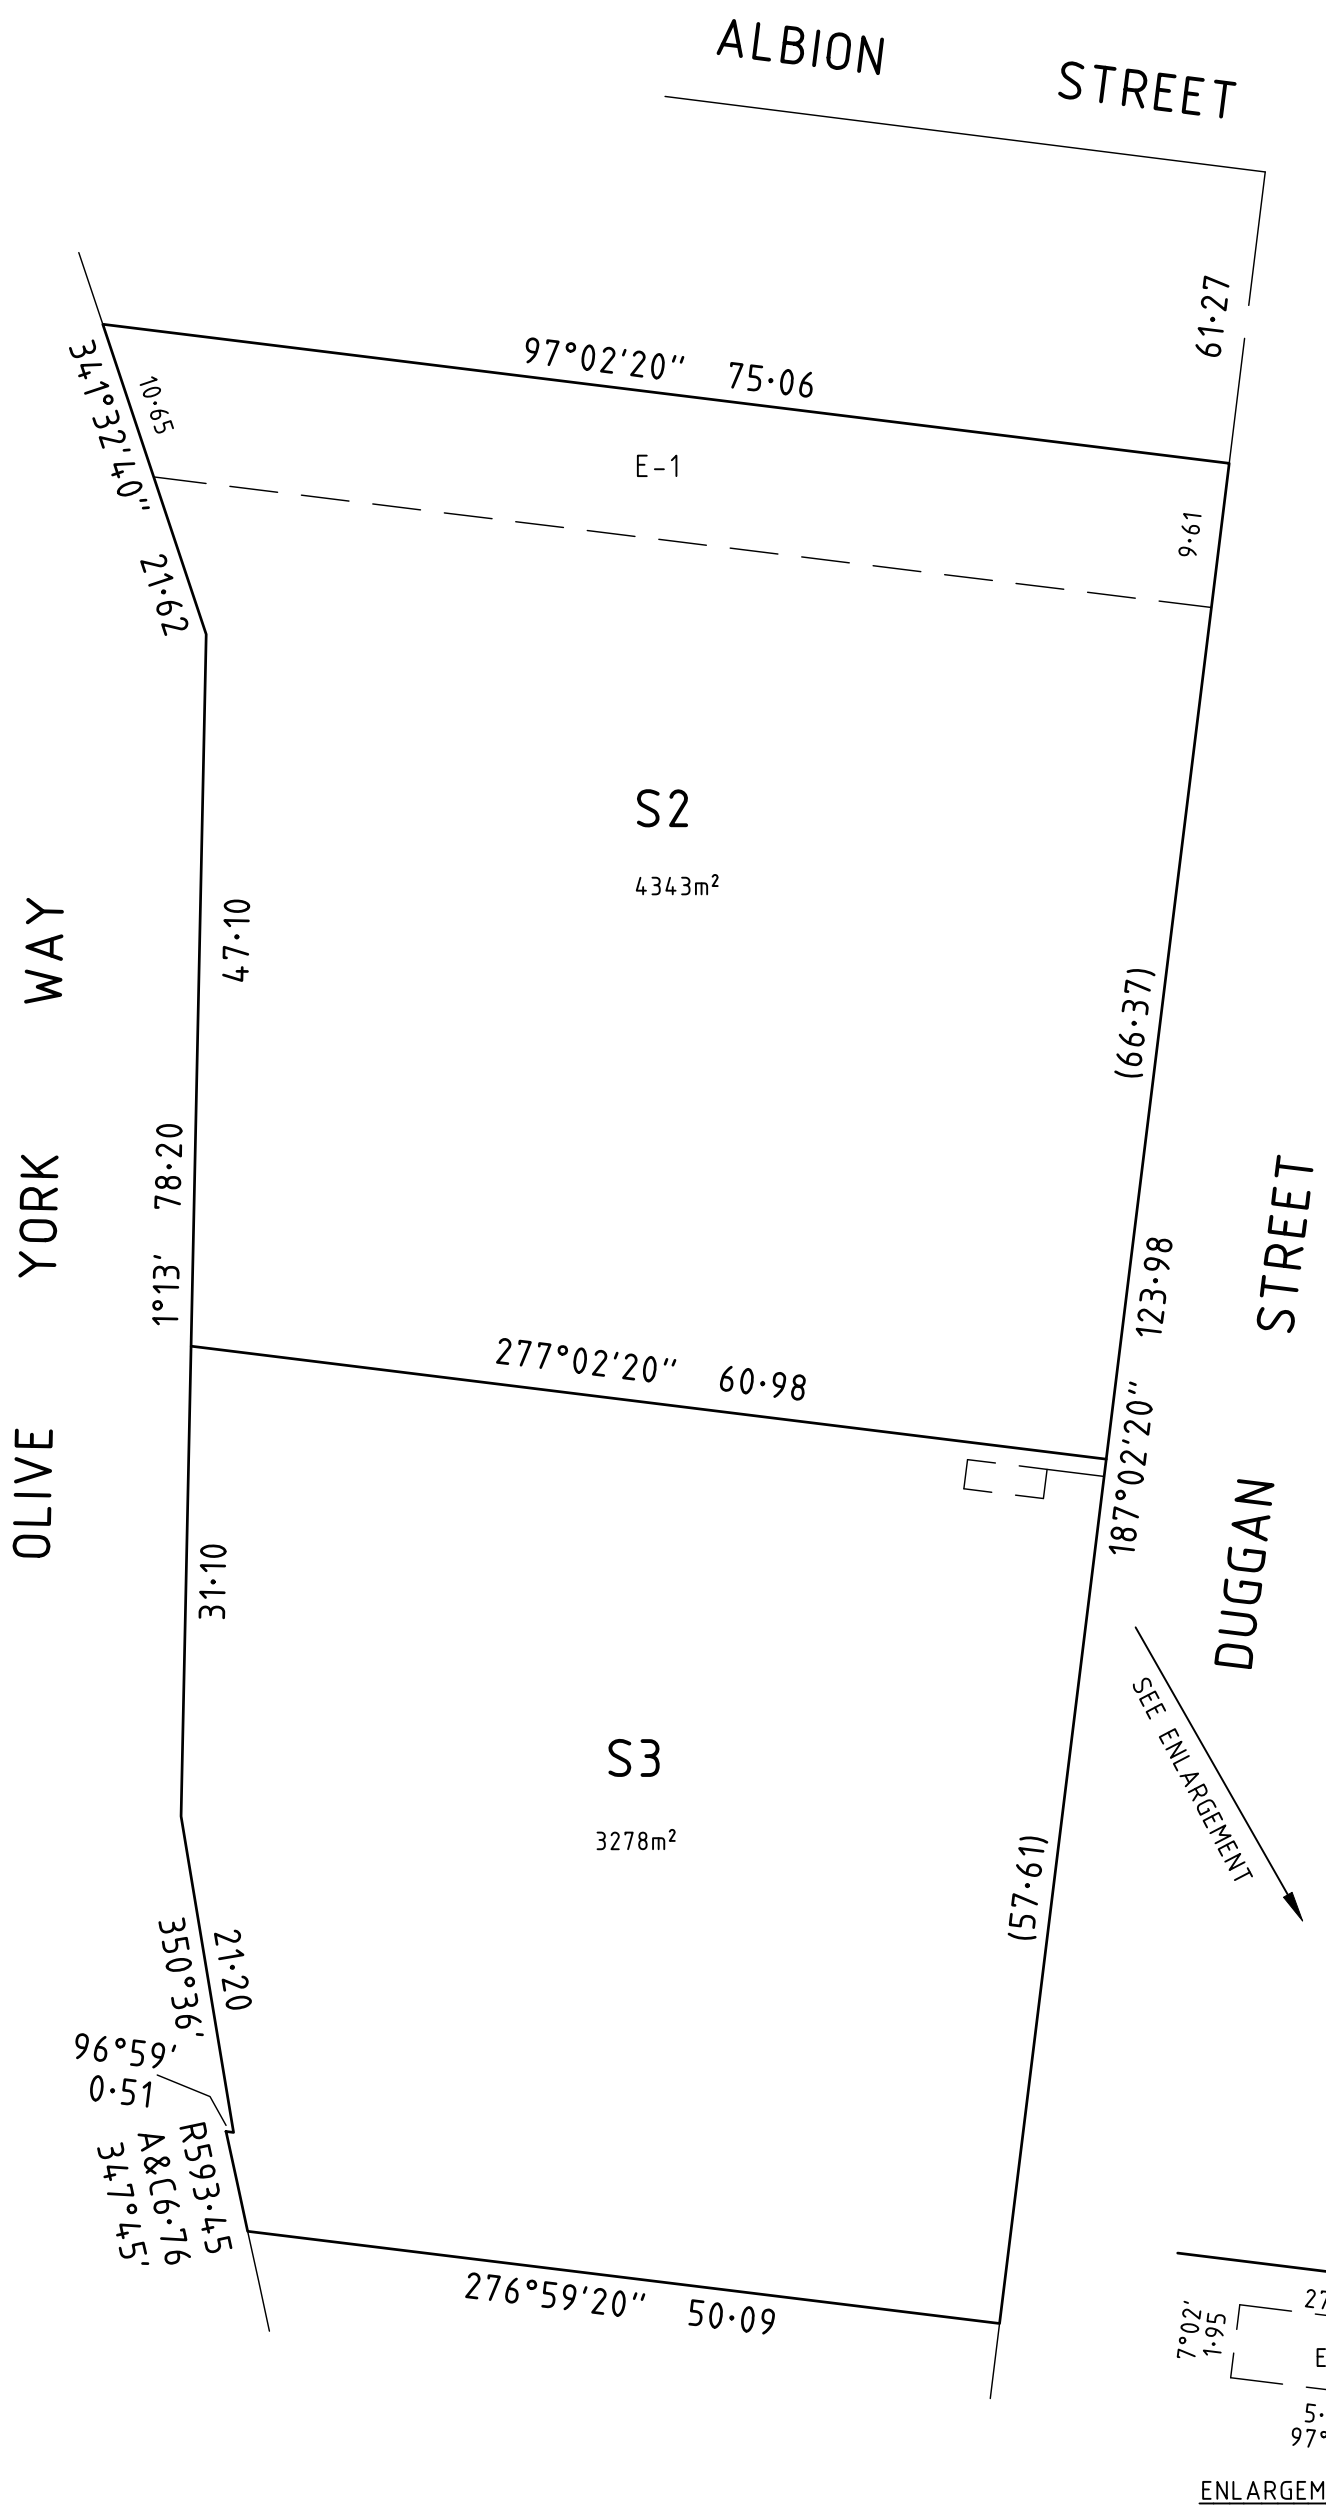 ALBION STREET
61·27
97°02'20" 75·06
341°32'40" 21·62
10·65
E-1
9·61
S2
4343m²
47·10
(66·37)
OLIVE YORK WAY
1°13' 78·20
187°02'20" 123·98
DUGGAN STREET
277°02'20" 60·98
31·10
SEE ENLARGEMENT
S3
3278m²
(57·61)
21·20
350°36'
96°59'
0·51
R593·45
A&C6·76
347°45'
276°59'20" 50·09
27
7°02'
1·95
E
5·
97°
ENLARGEM